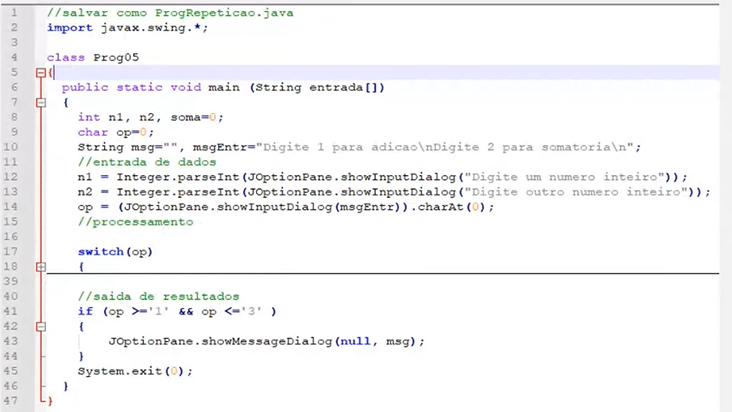 1 //salvar como ProgRepeticao.java
2 import javax.swing.*;
3
4 class Prog05
5 {
6 public static void main (String entrada[])
7 {
8 int n1, n2, soma=0;
9 char op=0;
10 String msg="", msgEntr="Digite 1 para adicao\nDigite 2 para somatoria\n";
11 //entrada de dados
12 n1 = Integer.parseInt(JOptionPane.showInputDialog("Digite um numero inteiro"));
13 n2 = Integer.parseInt(JOptionPane.showInputDialog("Digite outro numero inteiro"));
14 op = (JOptionPane.showInputDialog(msgEntr)).charAt(0);
15 //processamento
16
17 switch(op)
18 {
39
40 //saida de resultados
41 if (op >='1' && op <='3' )
42 {
43 JOptionPane.showMessageDialog(null, msg);
44 }
45 System.exit(0);
46 }
47 }